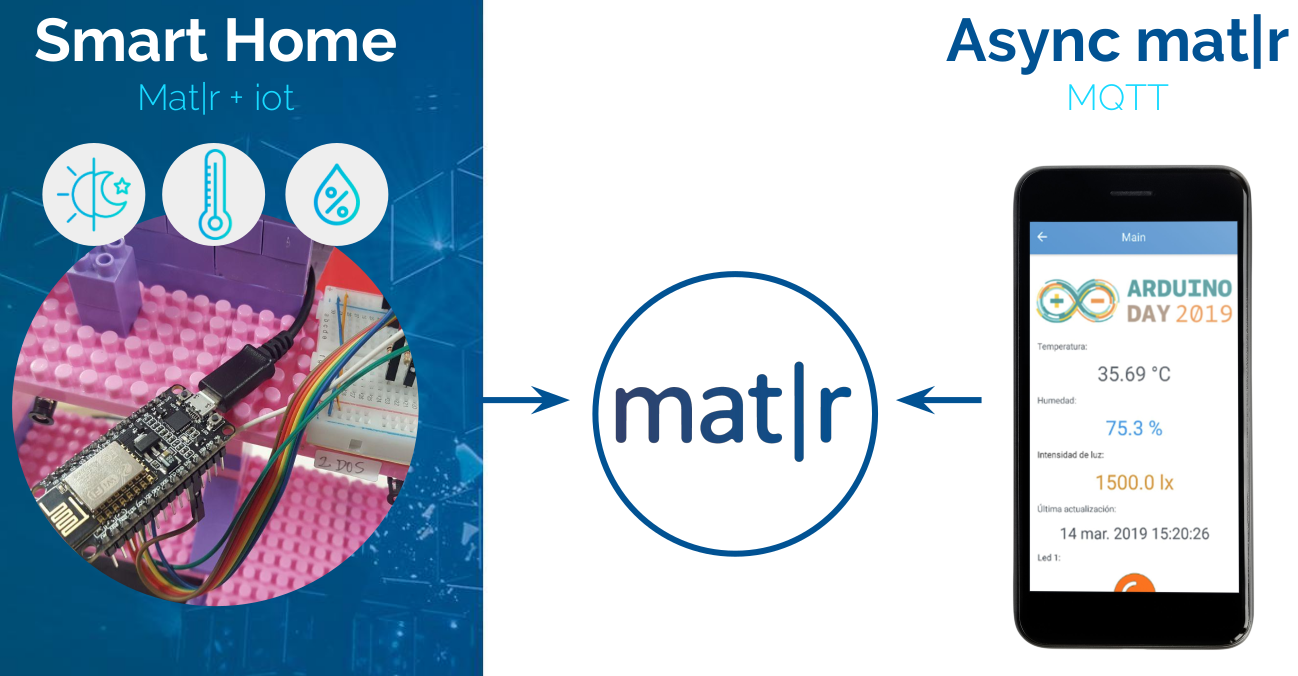 Smart Home
Mat|r + iot
2 DOS
mat|r
Async mat|r
MQTT
Main
ARDUINO
DAY 2019
Temperatura:
35.69 °C
Humedad:
75.3 %
Intensidad de luz:
1500.0 lx
Última actualización:
14 mar. 2019 15:20:26
Led 1: